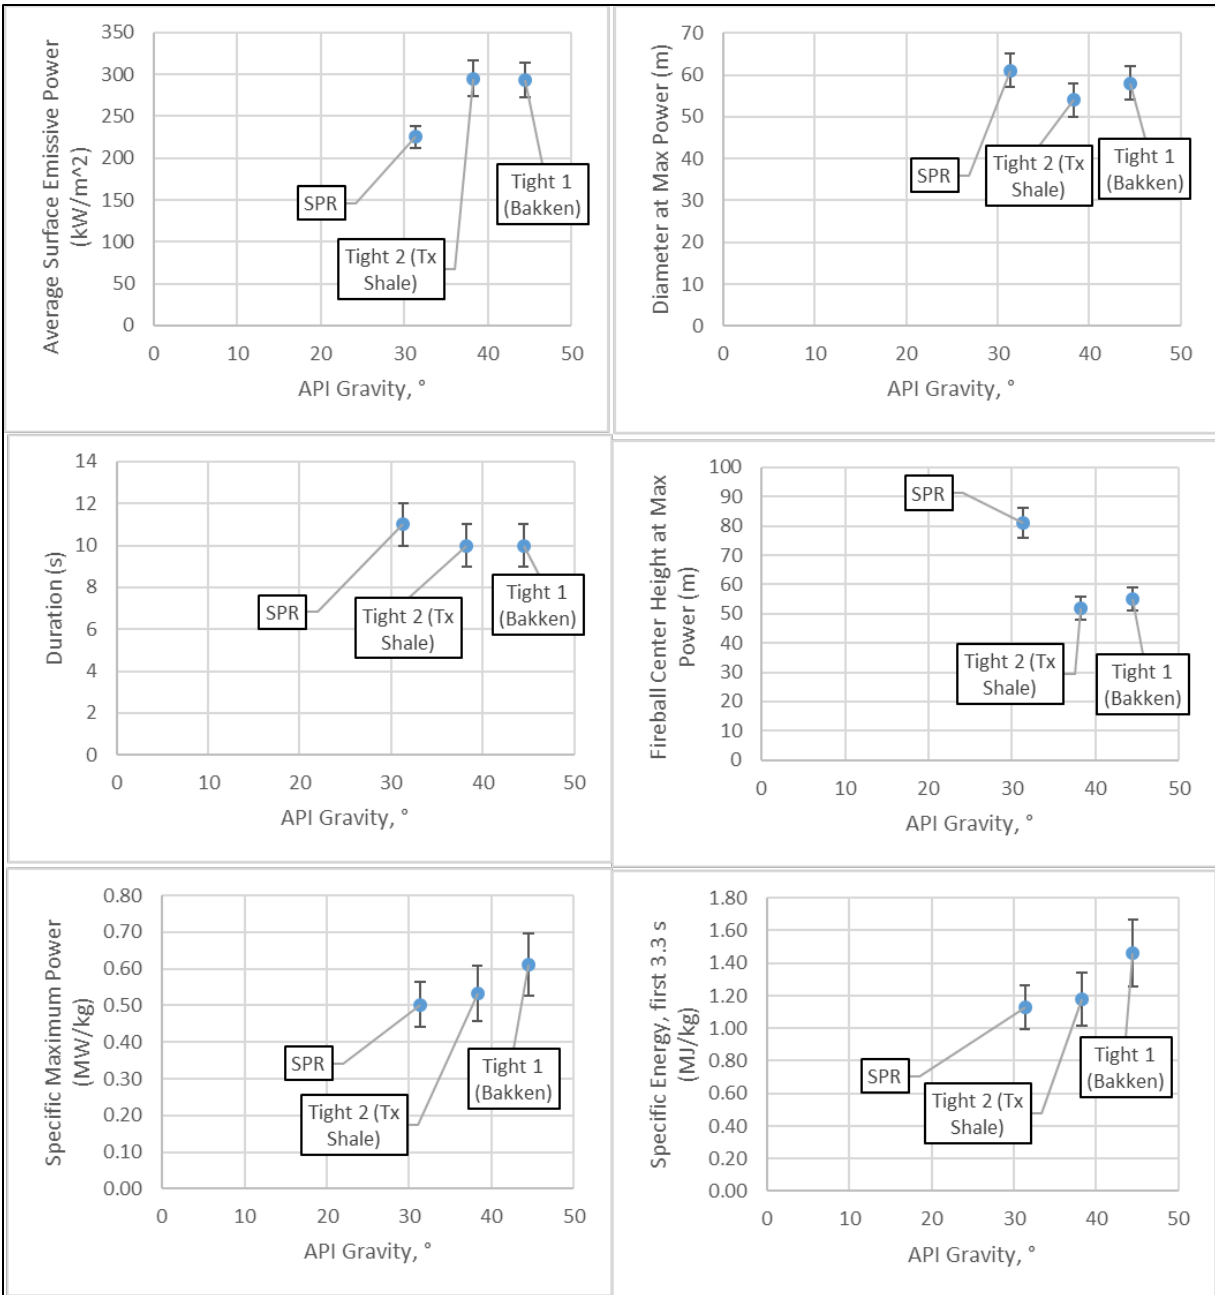 Average Surface Emissive Power
(kW/m^2)
350
300
250
200
150
100
50
0
SPR
Tight 2 (Tx
Shale)
Tight 1
(Bakken)
0 10 20 30 40 50
API Gravity, °
Diameter at Max Power (m)
70
60
50
40
30
20
10
0
SPR
Tight 2 (Tx
Shale)
Tight 1
(Bakken)
0 10 20 30 40 50
API Gravity, °
Duration (s)
14
12
10
8
6
4
2
0
SPR
Tight 2 (Tx
Shale)
Tight 1
(Bakken)
0 10 20 30 40 50
API Gravity, °
Fireball Center Height at Max
Power (m)
100
90
80
70
60
50
40
30
20
10
0
SPR
Tight 2 (Tx
Shale)
Tight 1
(Bakken)
0 10 20 30 40 50
API Gravity, °
Specific Maximum Power
(MW/kg)
0.80
0.70
0.60
0.50
0.40
0.30
0.20
0.10
0.00
SPR
Tight 2 (Tx
Shale)
Tight 1
(Bakken)
0 10 20 30 40 50
API Gravity, °
Specific Energy, first 3.3 s
(MJ/kg)
1.80
1.60
1.40
1.20
1.00
0.80
0.60
0.40
0.20
0.00
SPR
Tight 2 (Tx
Shale)
Tight 1
(Bakken)
0 10 20 30 40 50
API Gravity, °